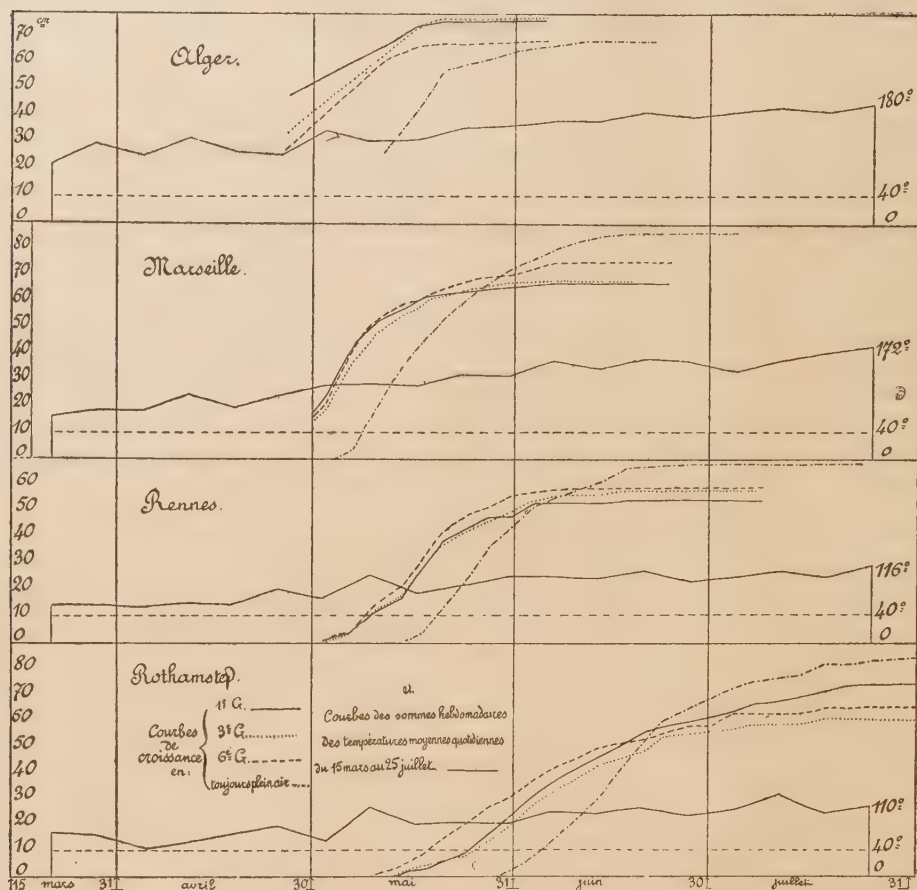 70 cm
60
50
40
30
20
10
0
Alger.
180°
40°
0
80
70
60
50
40
30
20
10
0
Marseille.
172°
40°
0
60
50
40
30
20
10
0
Rennes.
116°
40°
0
80
70
60
50
40
30
20
10
0
Rothamsted.
Courbes
de
croissance
en:
1º G.
3º G.
6º G.
toujours plein air
et
Courbes des sommes hebdomadaires
Des températures moyennes quotidiennes
du 15 mars au 25 juillet
110°
40°
0
15 mars 31 avril 30 mai 31 juin 30 juillet 31